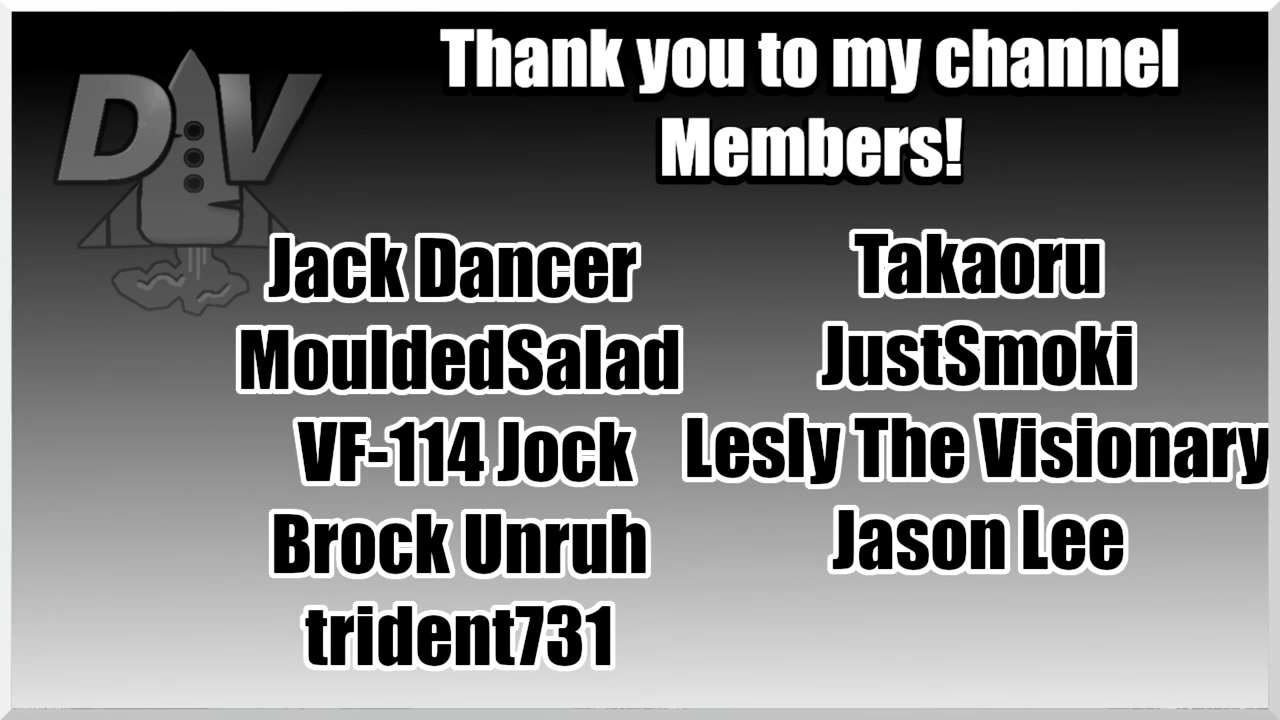 DV
Thank you to my channel
Members!
Jack Dancer
MouldedSalad
VF-114 Jock
Brock Unruh
trident731
Takaoru
JustSmoki
Lesly The Visionary
Jason Lee